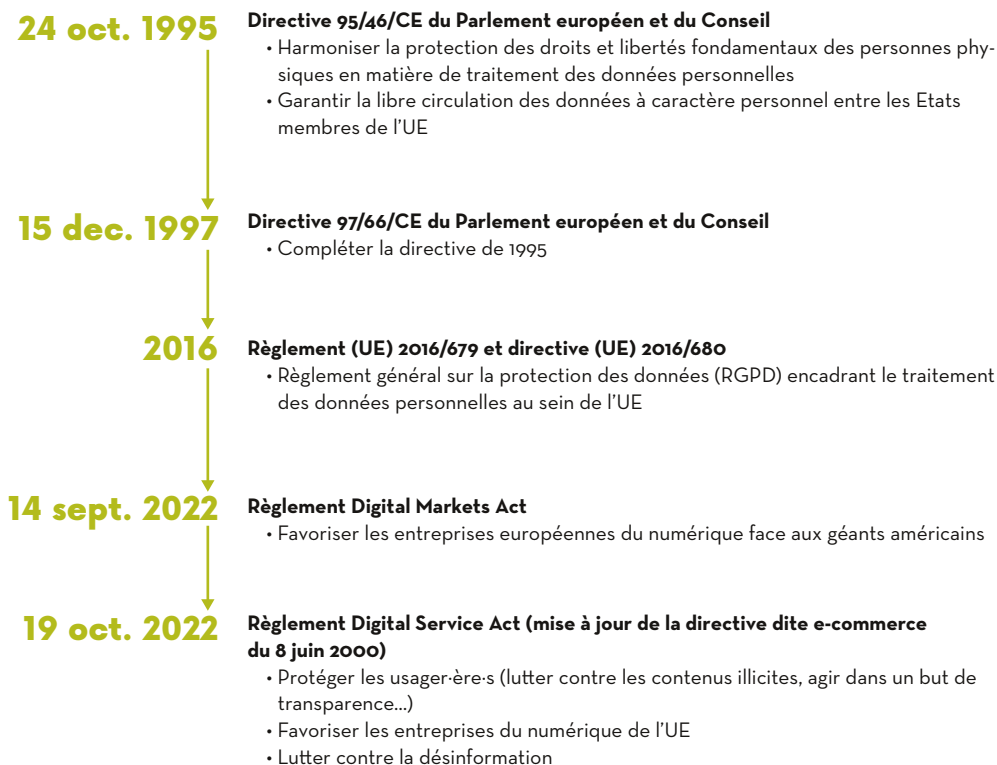 24 oct. 1995
Directive 95/46/CE du Parlement européen et du Conseil
• Harmoniser la protection des droits et libertés fondamentaux des personnes phy-
siques en matière de traitement des données personnelles
• Garantir la libre circulation des données à caractère personnel entre les Etats
membres de l'UE
15 dec. 1997
Directive 97/66/CE du Parlement européen et du Conseil
• Compléter la directive de 1995
2016
Règlement (UE) 2016/679 et directive (UE) 2016/680
• Règlement général sur la protection des données (RGPD) encadrant le traitement
des données personnelles au sein de l'UE
14 sept. 2022
Règlement Digital Markets Act
• Favoriser les entreprises européennes du numérique face aux géants américains
19 oct. 2022
Règlement Digital Service Act (mise à jour de la directive dite e-commerce
du 8 juin 2000)
• Protéger les usager·ère·s (lutter contre les contenus illicites, agir dans un but de
transparence...)
• Favoriser les entreprises du numérique de l'UE
• Lutter contre la désinformation